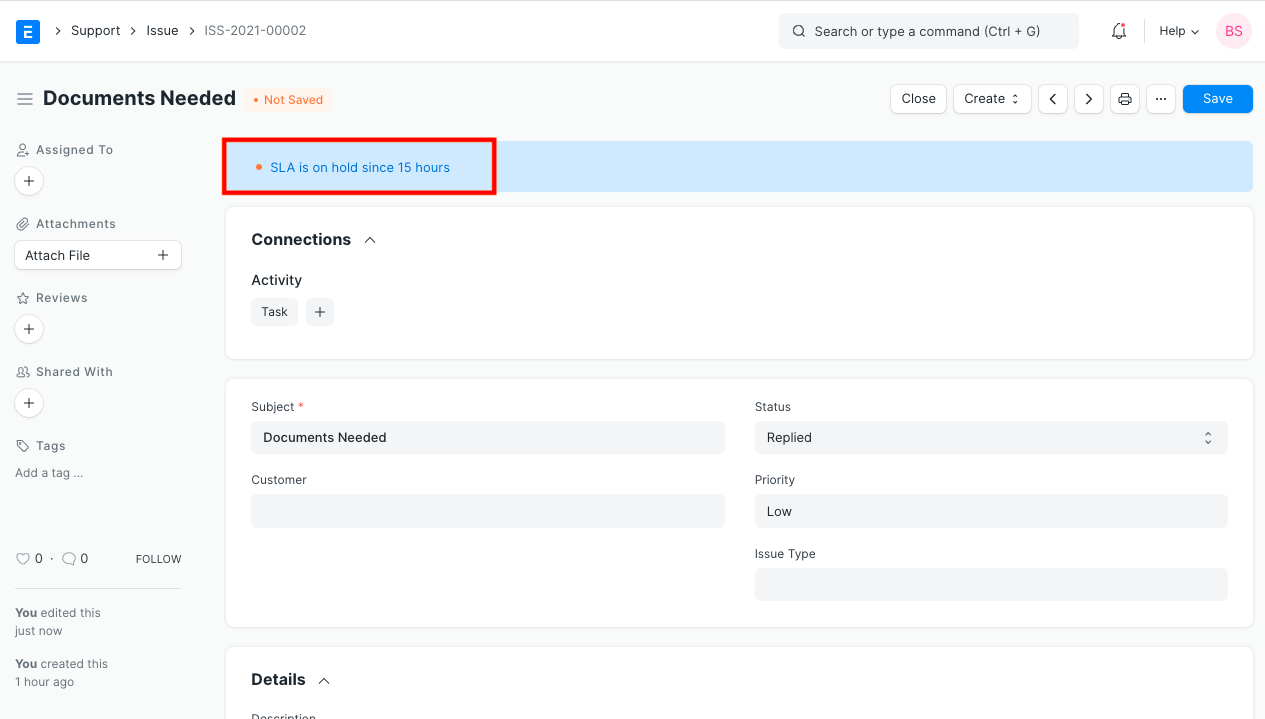 E
Support
Issue
ISS-2021-00002
Search or type a command (Ctrl + G)
Help
BS
Documents Needed
Not Saved
Close
Create
Save
Assigned To
Attachments
Attach File
Reviews
Shared With
Tags
Add a tag ...
0 · 0
FOLLOW
You edited this
just now
You created this
1 hour ago
SLA is on hold since 15 hours
Connections
Activity
Task
Subject *
Documents Needed
Customer
Status
Replied
Priority
Low
Issue Type
Details
Description